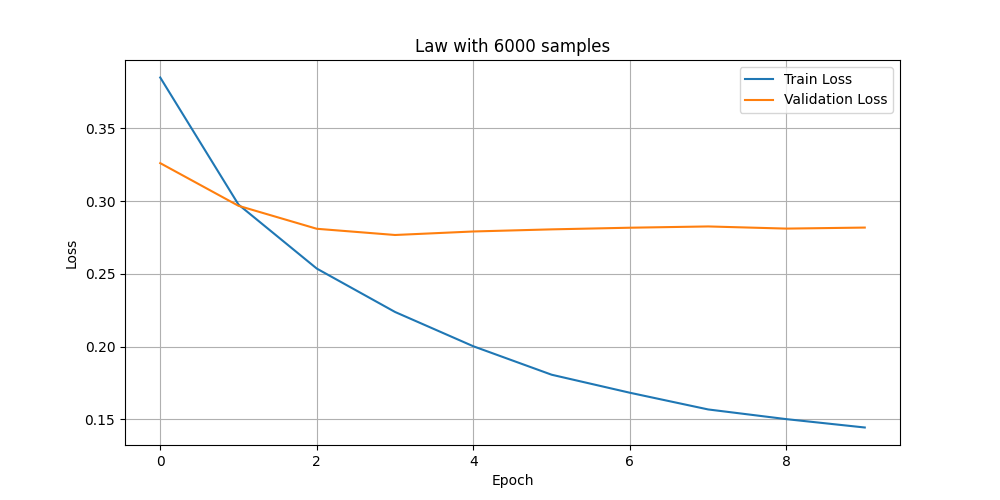 Law with 6000 samples
Train Loss
Validation Loss
0.35
0.30
0.25
0.20
0.15
Loss
0 2 4 6 8
Epoch